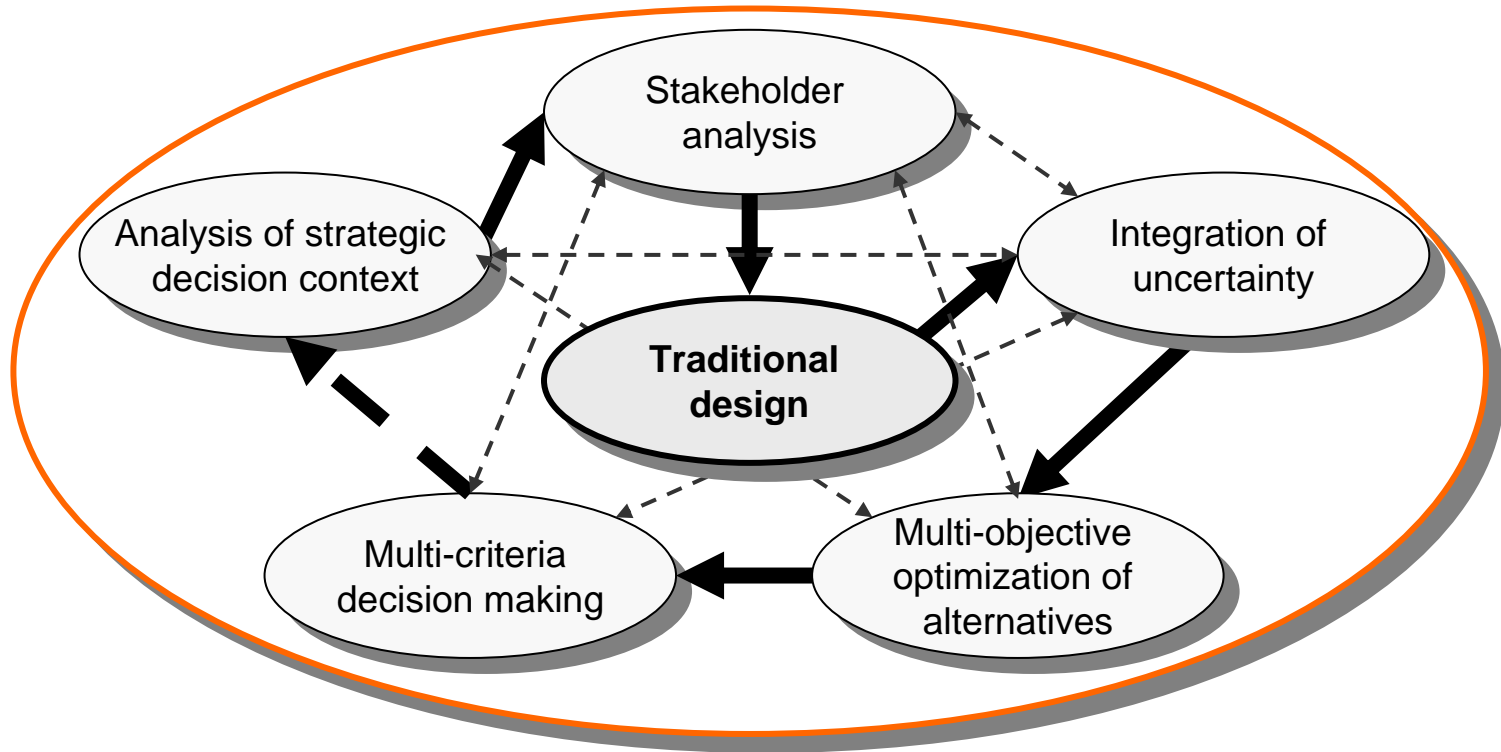 Stakeholder
analysis
Analysis of strategic
decision context
Integration of
uncertainty
Traditional
design
Multi-criteria
decision making
Multi-objective
optimization of
alternatives